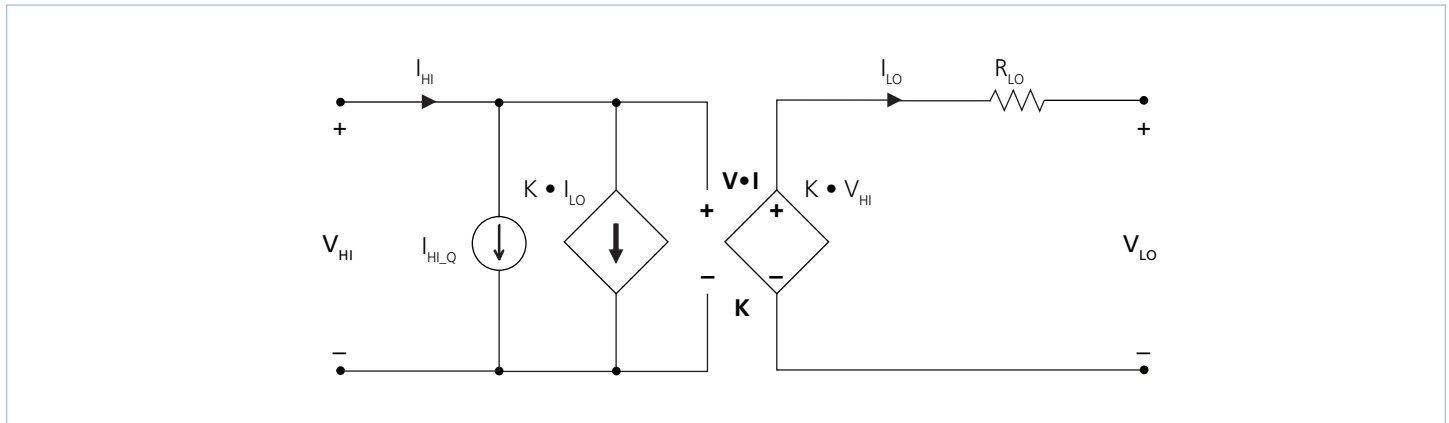 I_HI
I_LO
R_LO
+
+
K • I_LO
V•I
K • V_HI
+
+
V_HI
I_HI_Q
V_LO
−
−
K
−
−